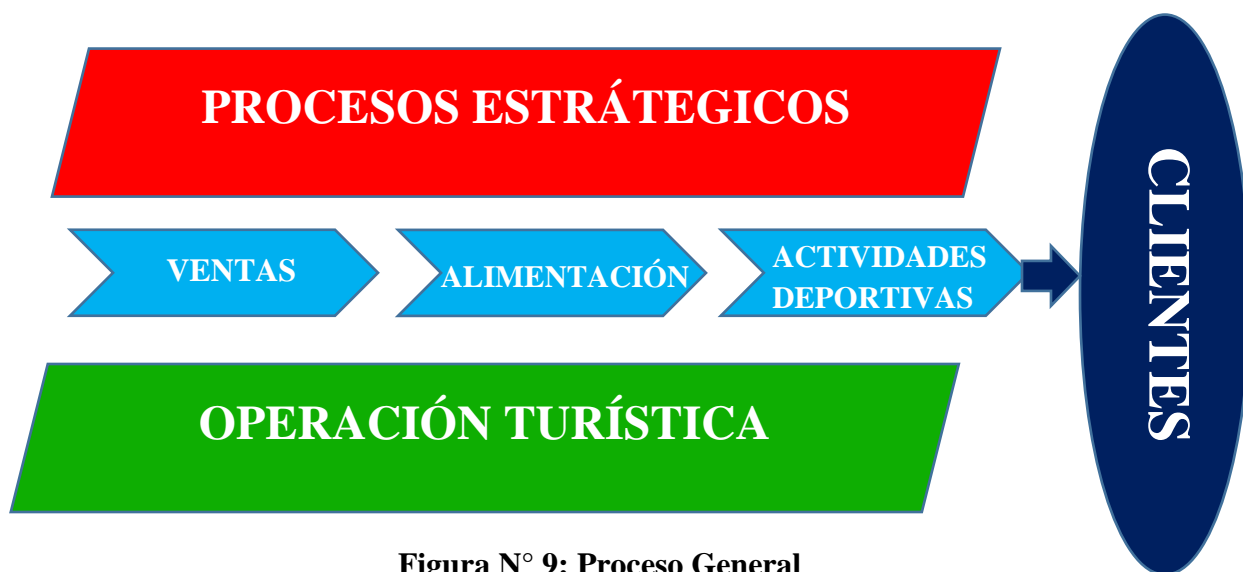 PROCESOS ESTRÁTEGICOS
VENTAS
ALIMENTACIÓN
ACTIVIDADES
DEPORTIVAS
OPERACIÓN TURÍSTICA
CLIENTES
Figura N° 9: Proceso General